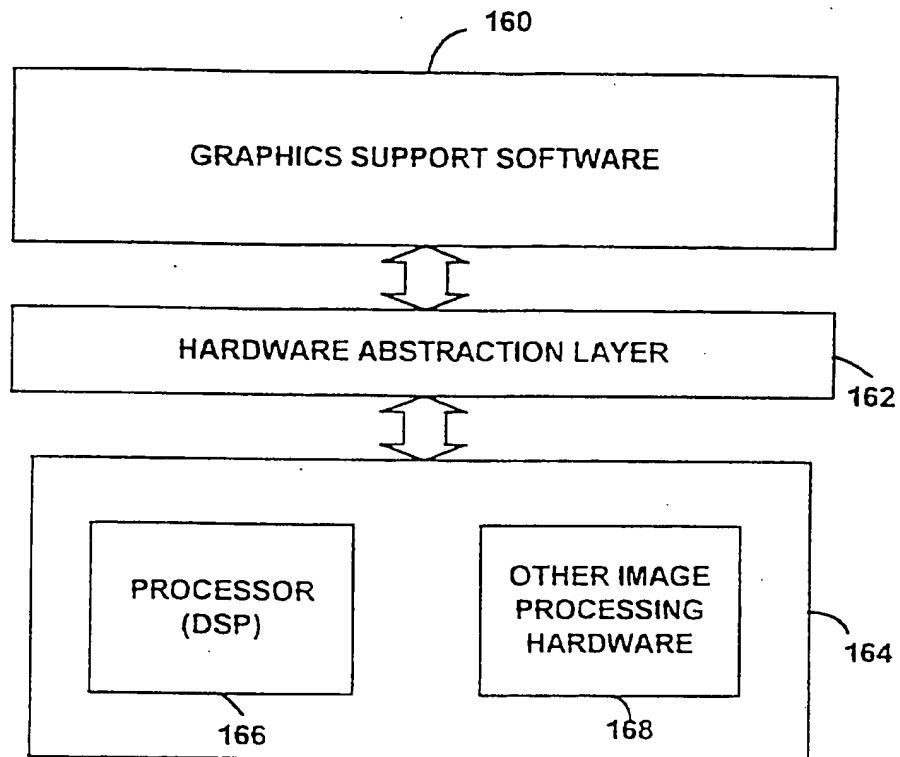 160
GRAPHICS SUPPORT SOFTWARE
HARDWARE ABSTRACTION LAYER
162
PROCESSOR
(DSP)
OTHER IMAGE
PROCESSING
HARDWARE
164
166
168